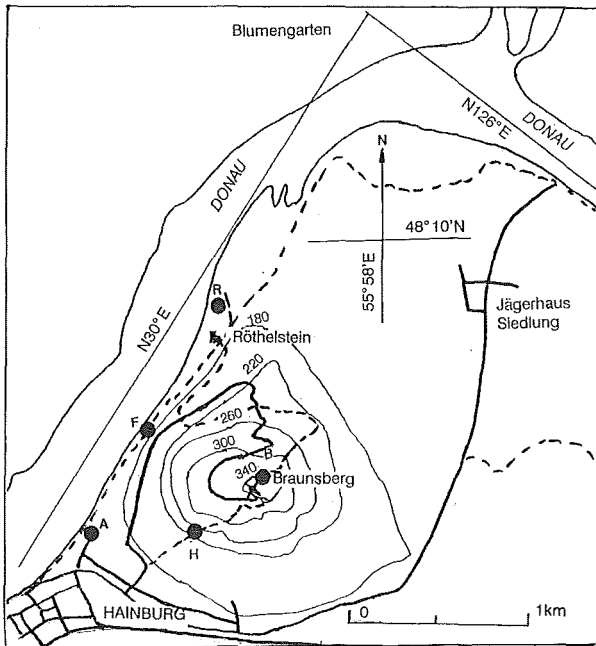 Blumengarten
DONAU
N126°E
DONAU
N
48°10'N
55°58'E
N30°E
R
Röthelstein
180
Jägerhaus
Siedlung
220
F
260
300
B
340
Braunsberg
A
H
HAINBURG
0
1km